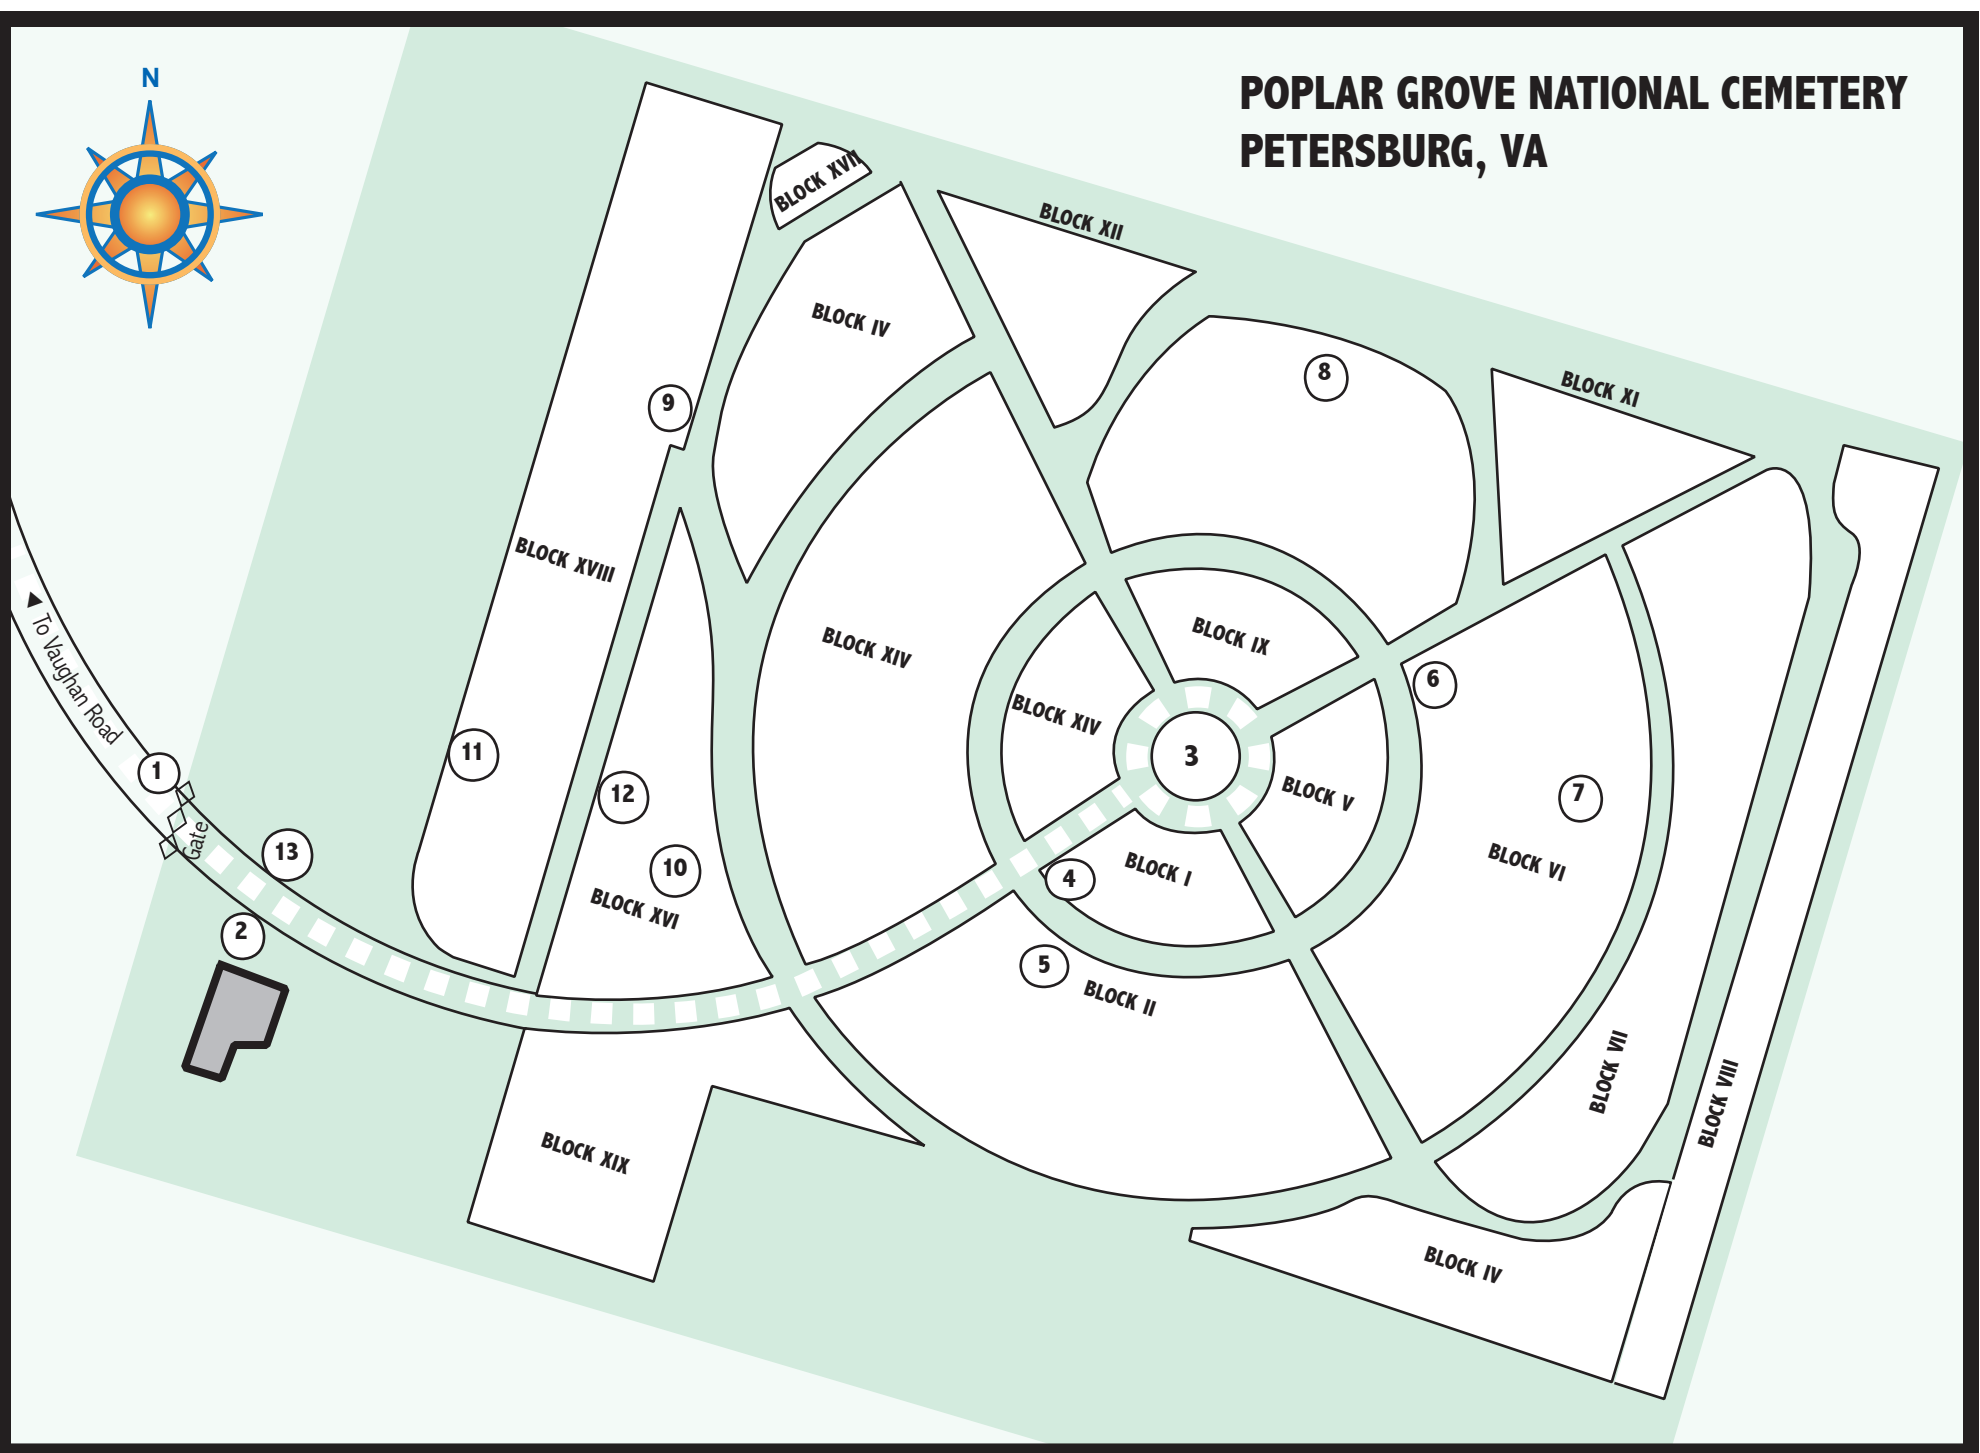 N
POPLAR GROVE NATIONAL CEMETERY
PETERSBURG, VA
BLOCK XVII
BLOCK XII
BLOCK IV
8
BLOCK XI
9
BLOCK XVIII
To Vaughan Road
BLOCK XIV
BLOCK IX
6
BLOCK XIV
3
11
1
12
BLOCK V
7
Gate
13
10
4
BLOCK I
BLOCK VI
BLOCK XVI
2
5
BLOCK II
BLOCK VII
BLOCK VIII
BLOCK XIX
BLOCK IV